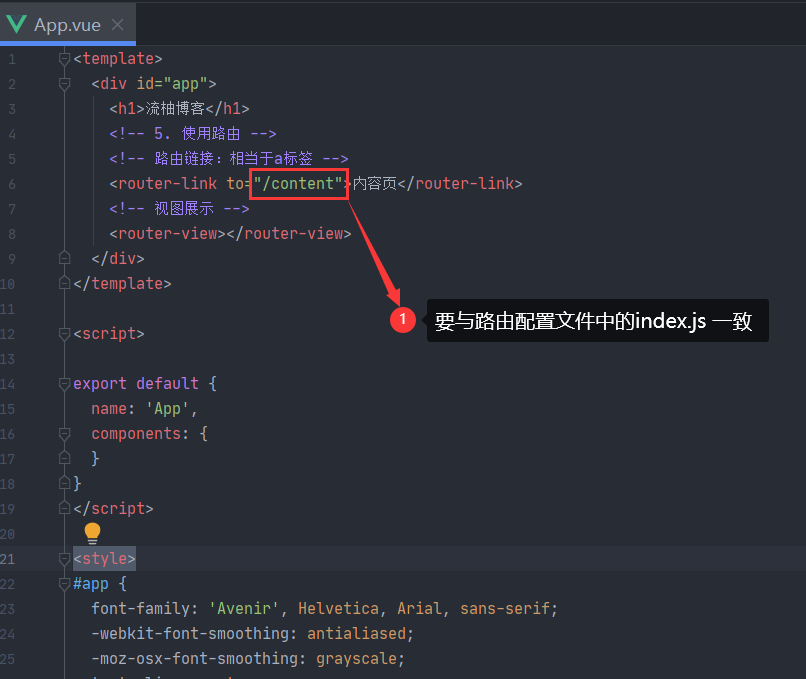 App.vue
1 <template>
2 <div id="app">
3 <h1>流柚博客</h1>
4 <!-- 5. 使用路由 -->
5 <!-- 路由链接：相当于a标签 -->
6 <router-link to="/content">内容页</router-link>
7 <!-- 视图展示 -->
8 <router-view></router-view>
9 </div>
10 </template>
11
1 要与路由配置文件中的index.js 一致
12 <script>
13
14 export default {
15 name: 'App',
16 components: {
17 }
18 }
19 </script>
20
21 <style>
22 #app {
23 font-family: 'Avenir', Helvetica, Arial, sans-serif;
24 -webkit-font-smoothing: antialiased;
25 -moz-osx-font-smoothing: grayscale;